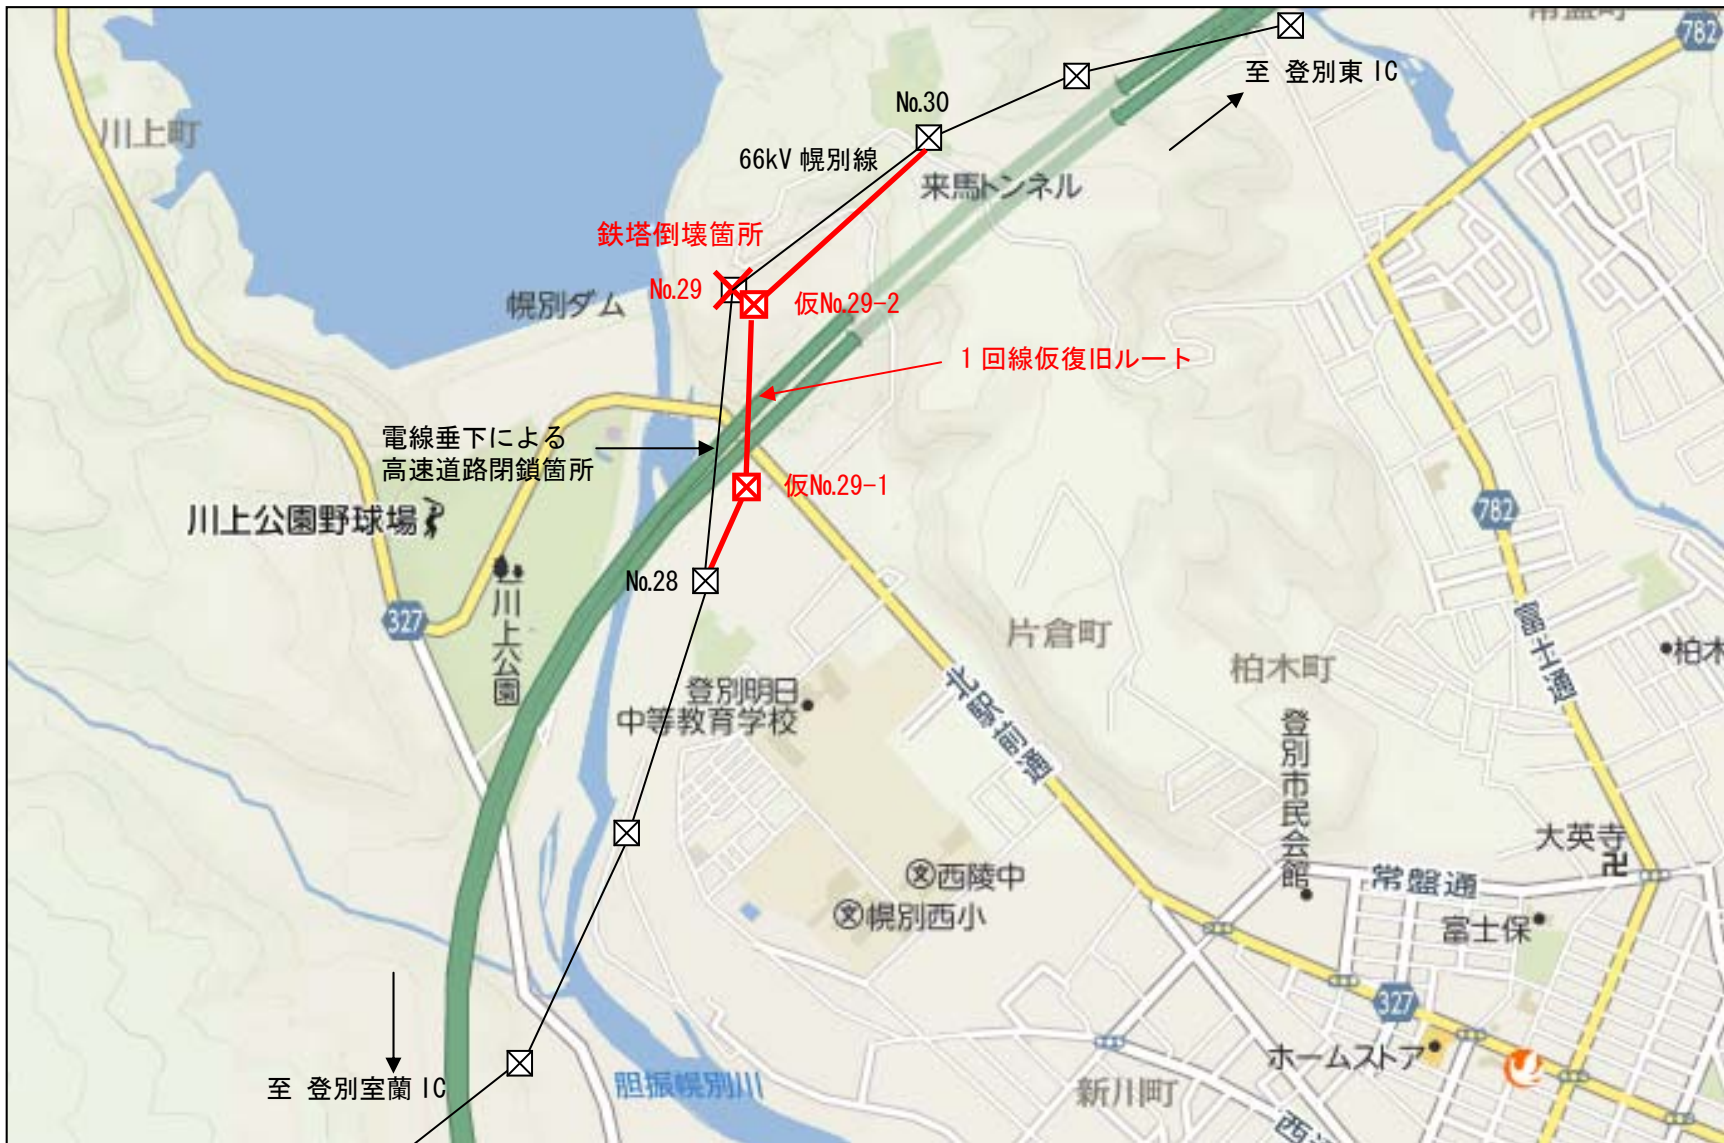 782
至 登別東 IC
No.30
川上町
66kV 幌別線
来馬トンネル
鉄塔倒壊箇所
No.29
仮No.29-2
幌別ダム
1回線仮復旧ルート
電線垂下による
高速道路閉鎖箇所
仮No.29-1
川上公園野球場
782
No.28
327
川上公園
片倉町
富士通
柏木町
柏木
登別明日
中等教育学校
北駅前通
登別市民会館
大英寺
卍
文西陵中
常盤通
文幌別西小
富士保
327
ホームストア
至 登別室蘭 IC
胆振幌別川
新川町